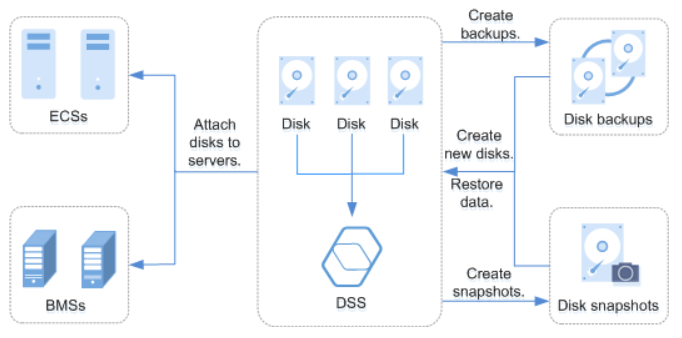 ECSs
BMSs
Attach
disks to
servers.
Disk
Disk
Disk
DSS
Create
backups.
Create
new disks.
Restore
data.
Create
snapshots.
Disk backups
Disk snapshots